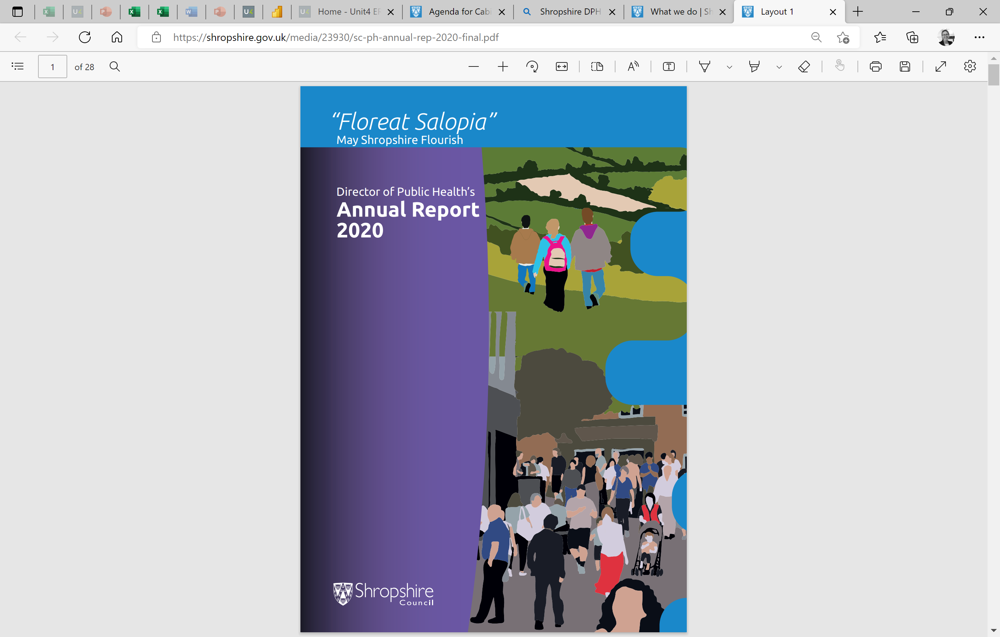 Home - Unit4 ER
Agenda for Cabi
Shropshire DPH
What we do | Sh
Layout 1
https://shropshire.gov.uk/media/23930/sc-ph-annual-rep-2020-final.pdf
1 of 28
“Floreat Salopia”
May Shropshire Flourish
Director of Public Health’s
Annual Report
2020
Shropshire
Council